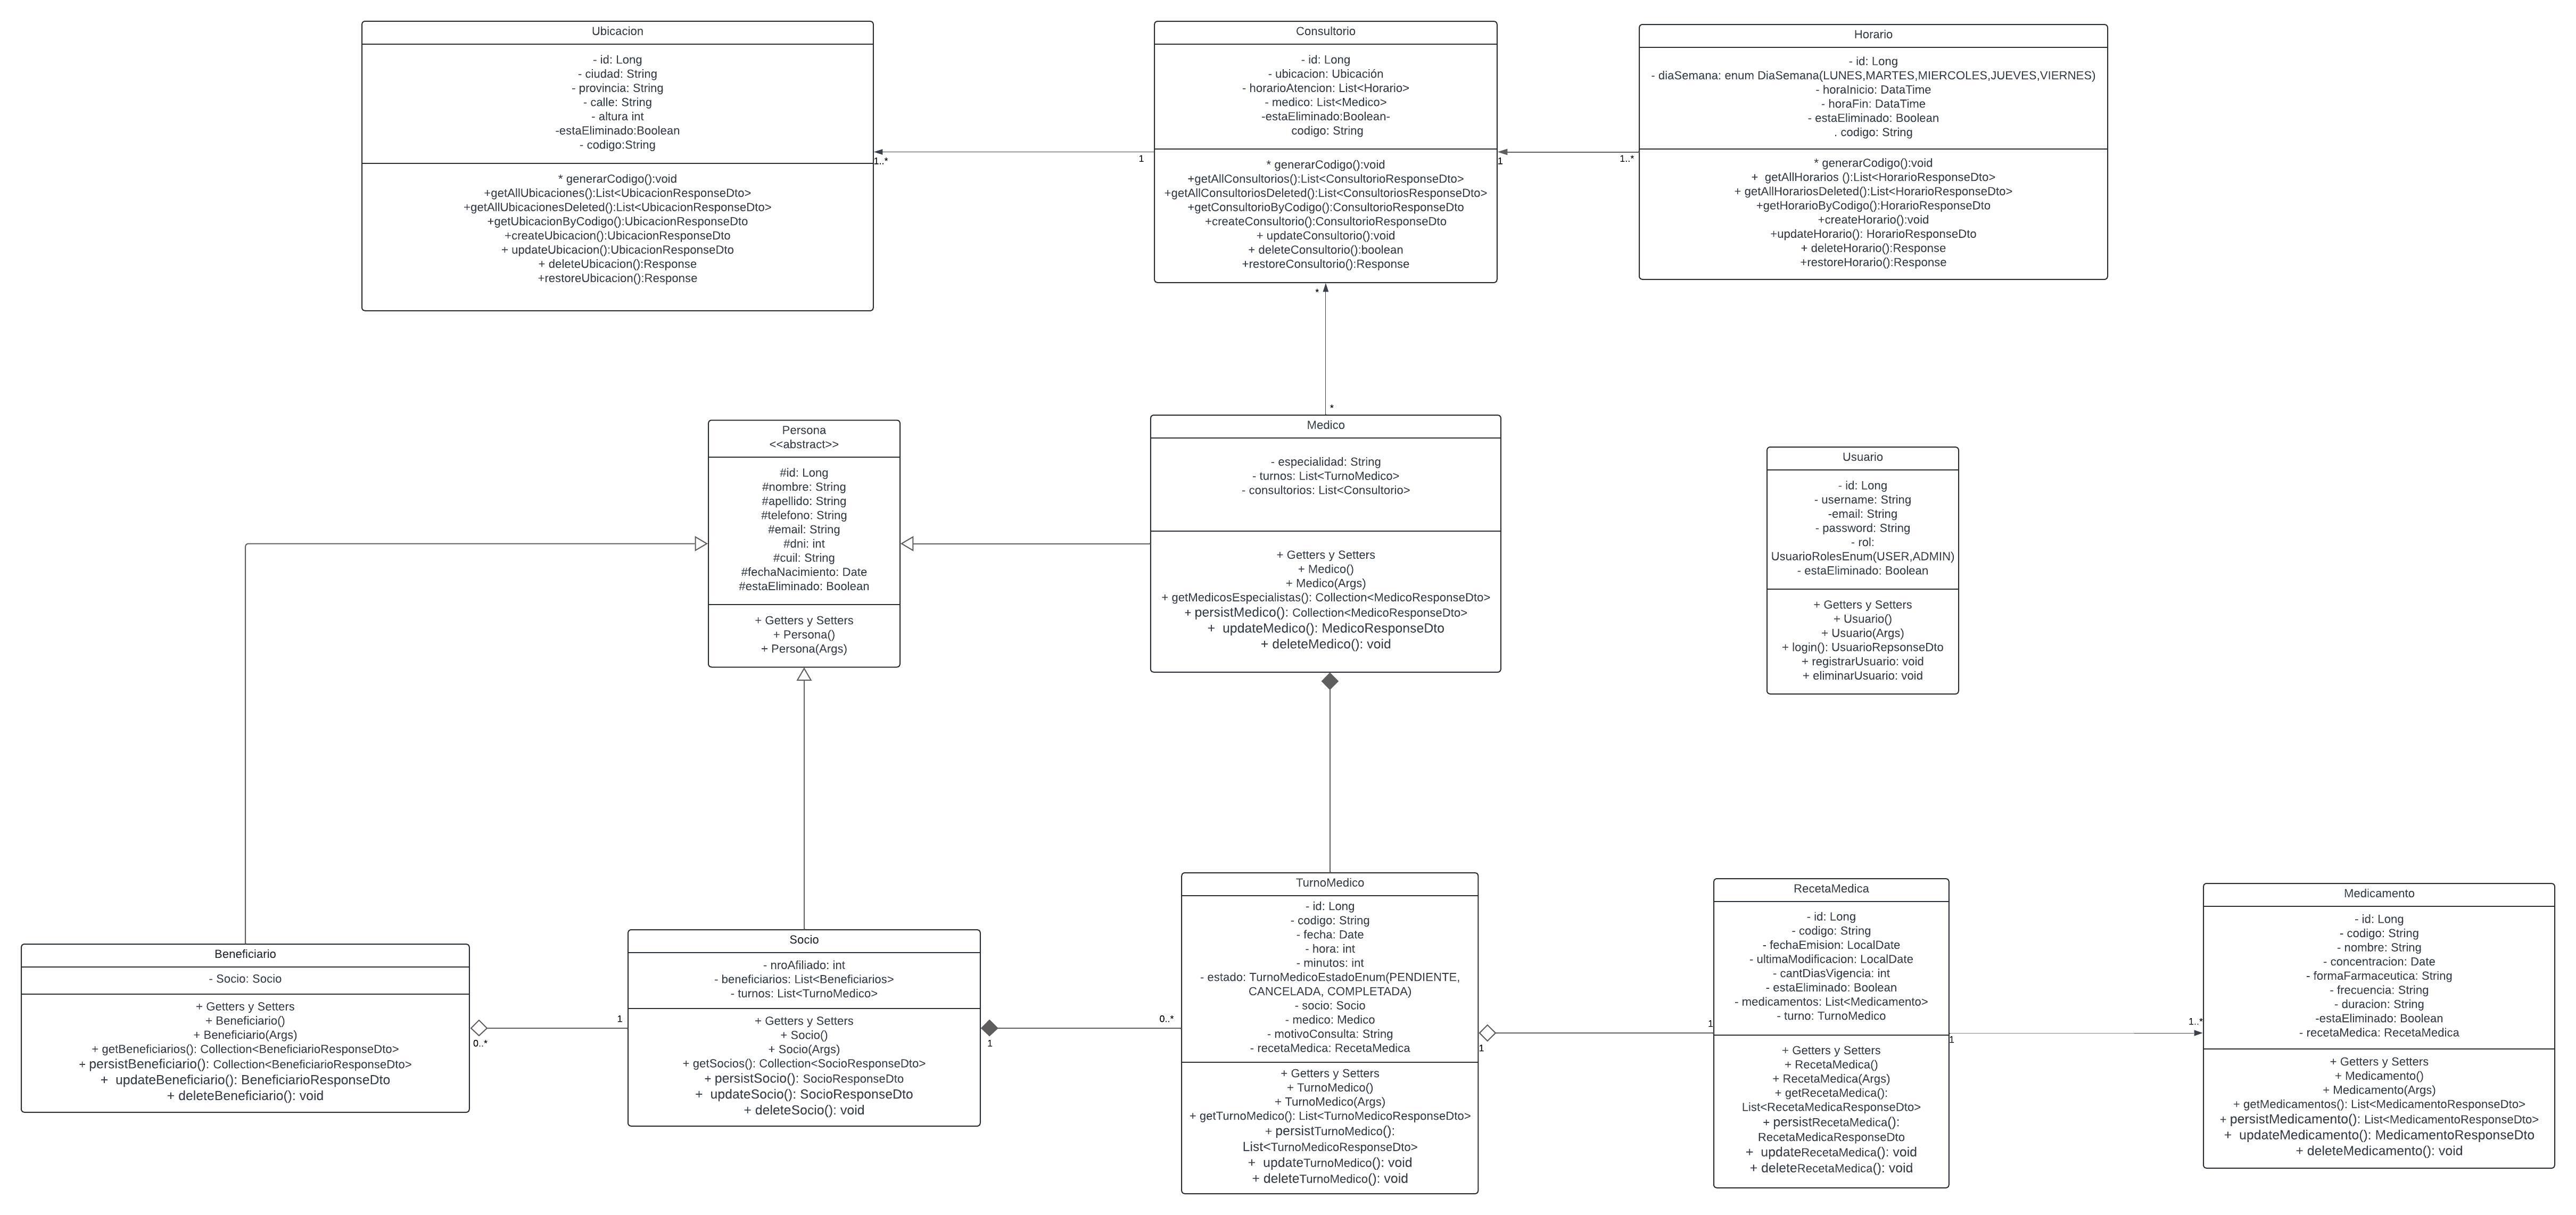 Ubicacion
- id: Long
- ciudad: String
- provincia: String
- calle: String
- altura int
-estaEliminado:Boolean
- codigo:String
* generarCodigo():void
+getAllUbicaciones():List<UbicacionResponseDto>
+getAllUbicacionesDeleted():List<UbicacionResponseDto>
+getUbicacionByCodigo():UbicacionResponseDto
+createUbicacion():UbicacionResponseDto
+ updateUbicacion():UbicacionResponseDto
+ deleteUbicacion():Response
+restoreUbicacion():Response
1..*
1
Consultorio
- id: Long
- ubicacion: Ubicación
- horarioAtencion: List<Horario>
- medico: List<Medico>
-estaEliminado:Boolean-
codigo: String
* generarCodigo():void
+getAllConsultorios():List<ConsultorioResponseDto>
+getAllConsultoriosDeleted():List<ConsultoriosResponseDto>
+getConsultorioByCodigo():ConsultorioResponseDto
+createConsultorio():ConsultorioResponseDto
+ updateConsultorio():void
+ deleteConsultorio():boolean
+restoreConsultorio():Response
1
1..*
Horario
- id: Long
- diaSemana: enum DiaSemana(LUNES,MARTES,MIERCOLES,JUEVES,VIERNES)
- horaInicio: DataTime
- horaFin: DataTime
- estaEliminado: Boolean
. codigo: String
* generarCodigo():void
+  getAllHorarios ():List<HorarioResponseDto>
+ getAllHorariosDeleted():List<HorarioResponseDto>
+getHorarioByCodigo():HorarioResponseDto
+createHorario():void
+updateHorario(): HorarioResponseDto
+ deleteHorario():Response
+restoreHorario():Response
*
*
Persona
<<abstract>>
#id: Long
#nombre: String
#apellido: String
#telefono: String
#email: String
#dni: int
#cuil: String
#fechaNacimiento: Date
#estaEliminado: Boolean
+ Getters y Setters
+ Persona()
+ Persona(Args)
Medico
- especialidad: String
- turnos: List<TurnoMedico>
- consultorios: List<Consultorio>
+ Getters y Setters
+ Medico()
+ Medico(Args)
+ getMedicosEspecialistas(): Collection<MedicoResponseDto>
+ persistMedico(): Collection<MedicoResponseDto>
+  updateMedico(): MedicoResponseDto
+ deleteMedico(): void
Usuario
- id: Long
- username: String
-email: String
- password: String
- rol:
UsuarioRolesEnum(USER,ADMIN)
- estaEliminado: Boolean
+ Getters y Setters
+ Usuario()
+ Usuario(Args)
+ login(): UsuarioRepsonseDto
+ registrarUsuario: void
+ eliminarUsuario: void
Beneficiario
- Socio: Socio
+ Getters y Setters
+ Beneficiario()
+ Beneficiario(Args)
+ getBeneficiarios(): Collection<BeneficiarioResponseDto>
+ persistBeneficiario(): Collection<BeneficiarioResponseDto>
+  updateBeneficiario(): BeneficiarioResponseDto
+ deleteBeneficiario(): void
0..*
1
Socio
- nroAfiliado: int
- beneficiarios: List<Beneficiarios>
- turnos: List<TurnoMedico>
+ Getters y Setters
+ Socio()
+ Socio(Args)
+ getSocios(): Collection<SocioResponseDto>
+ persistSocio(): SocioResponseDto
+  updateSocio(): SocioResponseDto
+ deleteSocio(): void
1
0..*
TurnoMedico
- id: Long
- codigo: String
- fecha: Date
- hora: int
- minutos: int
- estado: TurnoMedicoEstadoEnum(PENDIENTE,
CANCELADA, COMPLETADA)
- socio: Socio
- medico: Medico
- motivoConsulta: String
- recetaMedica: RecetaMedica
+ Getters y Setters
+ TurnoMedico()
+ TurnoMedico(Args)
+ getTurnoMedico(): List<TurnoMedicoResponseDto>
+ persistTurnoMedico():
List<TurnoMedicoResponseDto>
+  updateTurnoMedico(): void
+ deleteTurnoMedico(): void
1
1
RecetaMedica
- id: Long
- codigo: String
- fechaEmision: LocalDate
- ultimaModificacion: LocalDate
- cantDiasVigencia: int
- estaEliminado: Boolean
- medicamentos: List<Medicamento>
- turno: TurnoMedico
+ Getters y Setters
+ RecetaMedica()
+ RecetaMedica(Args)
+ getRecetaMedica():
List<RecetaMedicaResponseDto>
+ persistRecetaMedica():
RecetaMedicaResponseDto
+  updateRecetaMedica(): void
+ deleteRecetaMedica(): void
1
1..*
Medicamento
- id: Long
- codigo: String
- nombre: String
- concentracion: Date
- formaFarmaceutica: String
- frecuencia: String
- duracion: String
-estaEliminado: Boolean
- recetaMedica: RecetaMedica
+ Getters y Setters
+ Medicamento()
+ Medicamento(Args)
+ getMedicamentos(): List<MedicamentoResponseDto>
+ persistMedicamento(): List<MedicamentoResponseDto>
+  updateMedicamento(): MedicamentoResponseDto
+ deleteMedicamento(): void